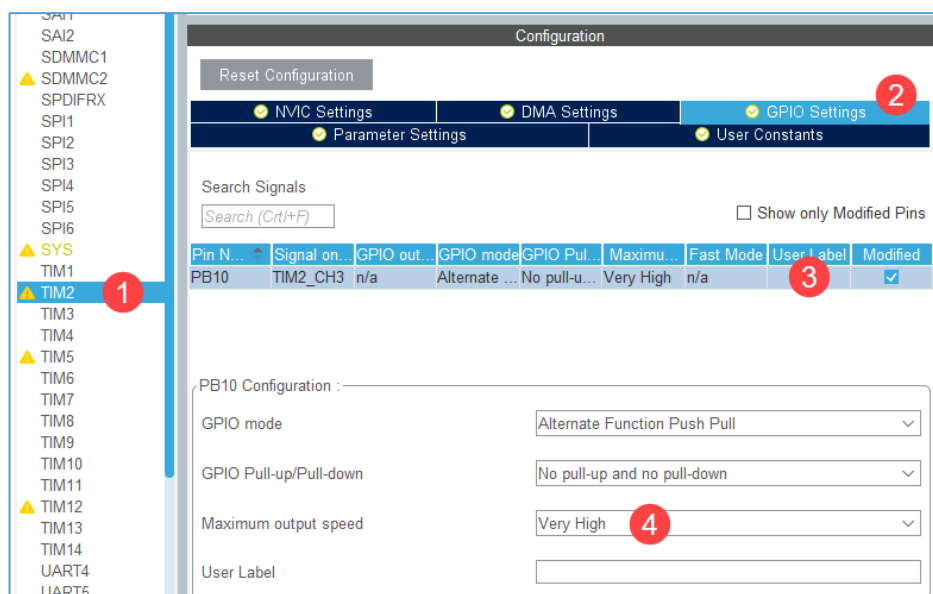 SAI1
SAI2
SDMMC1
SDMMC2
SPDIFRX
SPI1
SPI2
SPI3
SPI4
SPI5
SPI6
SYS
TIM1
TIM2
TIM3
TIM4
TIM5
TIM6
TIM7
TIM8
TIM9
TIM10
TIM11
TIM12
TIM13
TIM14
UART4
UART5
1
Configuration
Reset Configuration
2
NVIC Settings DMA Settings GPIO Settings
Parameter Settings User Constants
Search Signals
Search (CrtI+F) Show only Modified Pins
Pin N... Signal on... GPIO out... GPIO mode GPIO Pul... Maximu... Fast Mode User Label Modified
PB10 TIM2_CH3 n/a Alternate ... No pull-u... Very High n/a
3
PB10 Configuration :
GPIO mode Alternate Function Push Pull
GPIO Pull-up/Pull-down No pull-up and no pull-down
Maximum output speed Very High 4
User Label